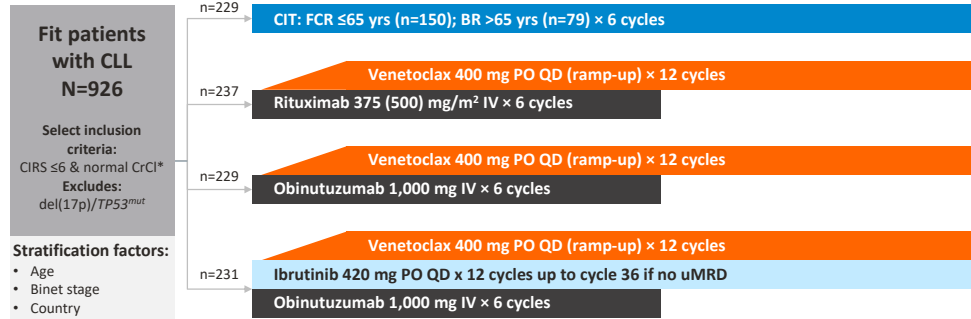 Fit patients
with CLL
N=926
Select inclusion
criteria:
CIRS ≤6 & normal CrCl*
Excludes:
del(17p)/TP53ᵐᵘᵗ
Stratification factors:
• Age
• Binet stage
• Country
n=229
CIT: FCR ≤65 yrs (n=150); BR >65 yrs (n=79) × 6 cycles
n=237
Venetoclax 400 mg PO QD (ramp-up) × 12 cycles
Rituximab 375 (500) mg/m² IV × 6 cycles
n=229
Venetoclax 400 mg PO QD (ramp-up) × 12 cycles
Obinutuzumab 1,000 mg IV × 6 cycles
n=231
Venetoclax 400 mg PO QD (ramp-up) × 12 cycles
Ibrutinib 420 mg PO QD x 12 cycles up to cycle 36 if no uMRD
Obinutuzumab 1,000 mg IV × 6 cycles